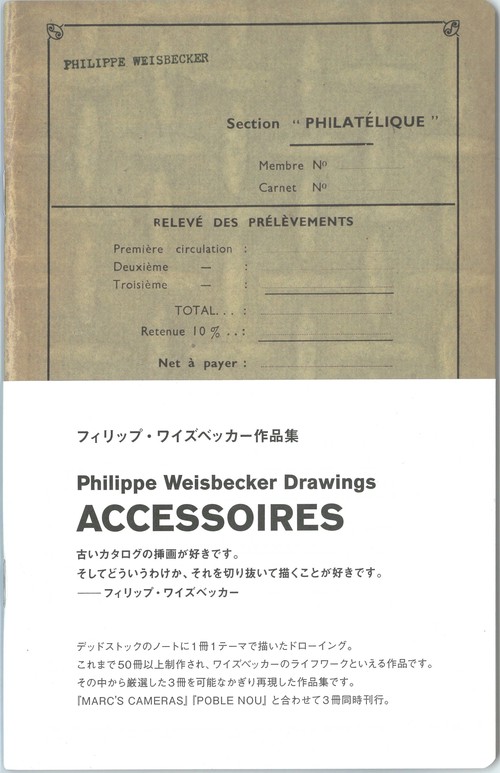 PHILIPPE WEISBECKER
Section " PHILATÉLIQUE "
Membre Nº
Carnet Nº
RELEVÉ DES PRÉLÈVEMENTS
Première circulation :
Deuxième — :
Troisième — :
TOTAL. . . :
Retenue 10 % . . :
Net à payer :
フィリップ・ワイズベッカー作品集
Philippe Weisbecker Drawings
ACCESSOIRES
古いカタログの挿画が好きです。
そしてどういうわけか、それを切り抜いて描くことが好きです。
——フィリップ・ワイズベッカー
デッドストックのノートに1冊1テーマで描いたドローイング。
これまで50冊以上制作され、ワイズベッカーのライフワークといえる作品です。
その中から厳選した3冊を可能なかぎり再現した作品集です。
『MARC'S CAMERAS』『POBLE NOU』と合わせて3冊同時刊行。